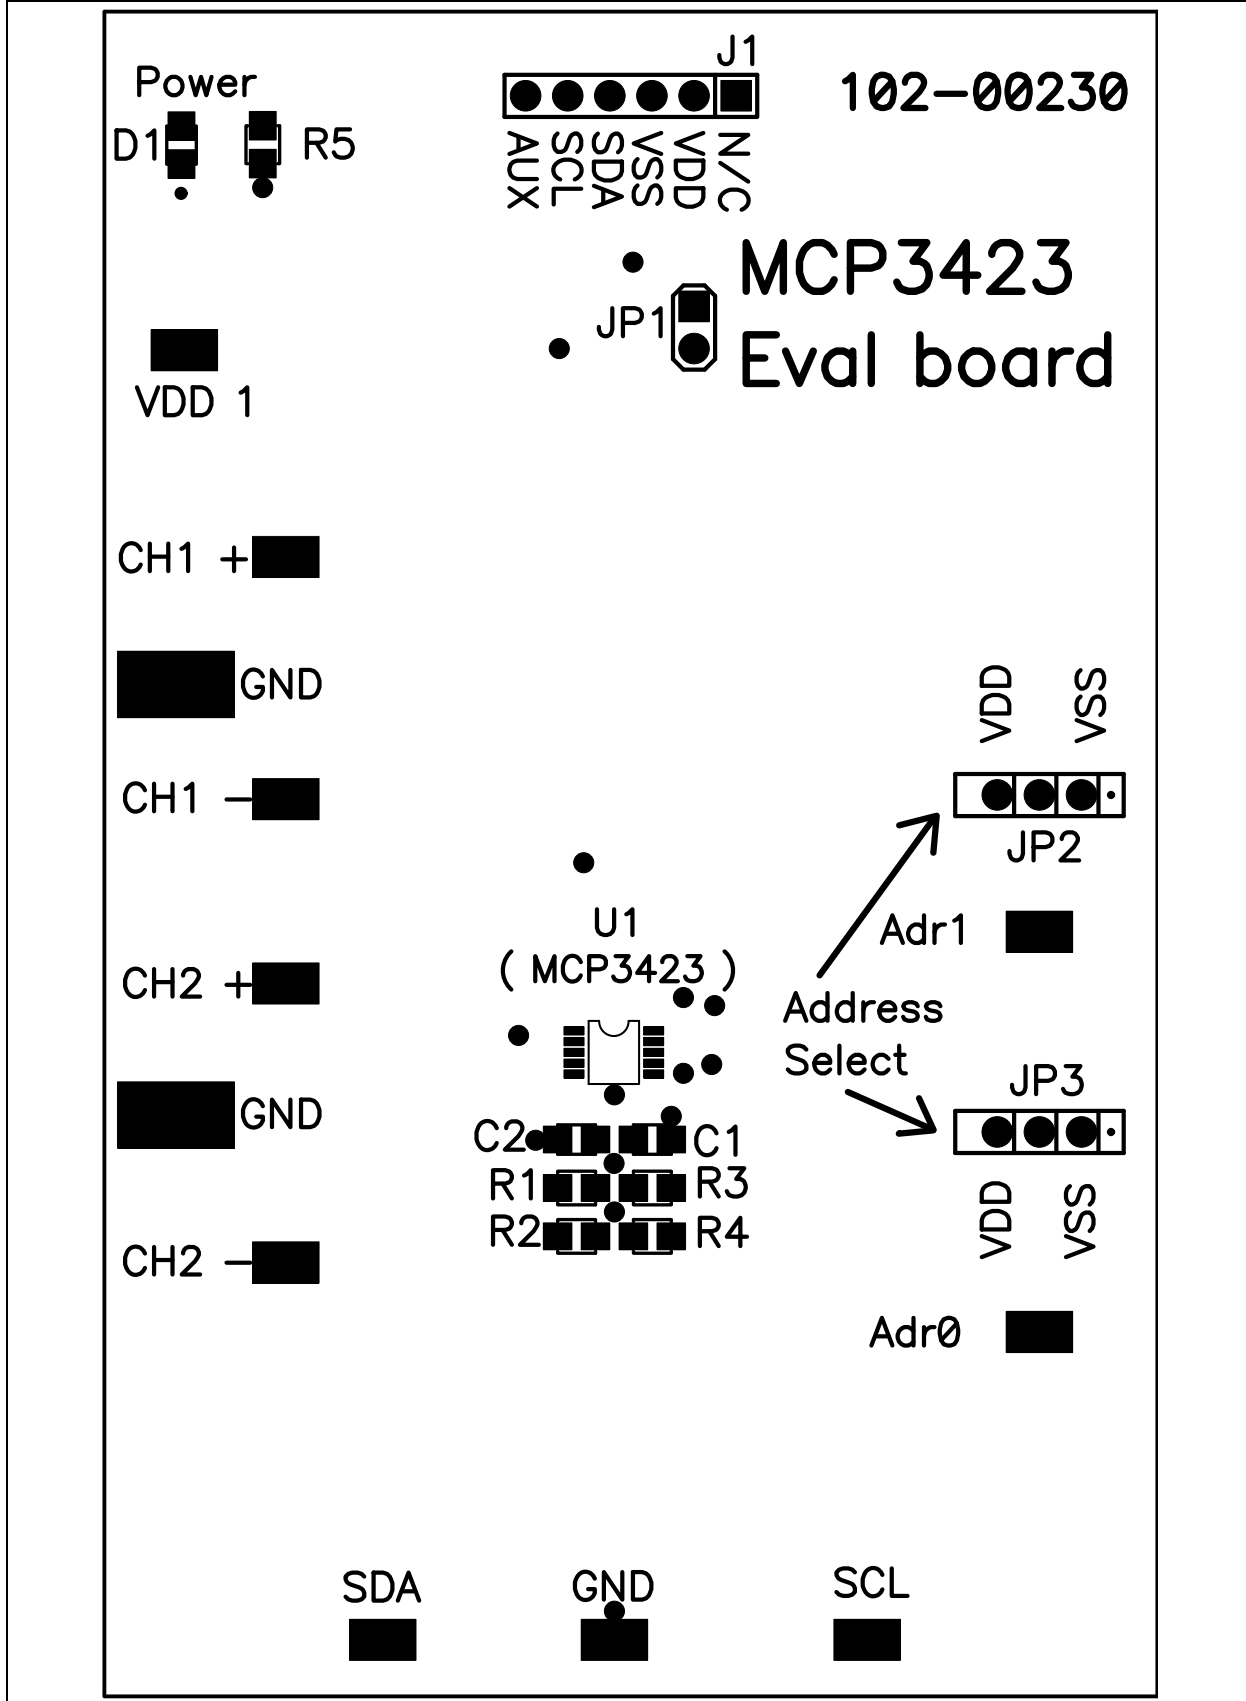 J1
Power
102-00230
D1
R5
AUX
SCL
SDA
VSS
VDD
N/C
MCP3423
JP1
Eval board
VDD 1
CH1 +
GND
VDD
VSS
CH1 -
JP2
U1
Adr1
( MCP3423 )
CH2 +
Address
Select
JP3
GND
C2
C1
R1
R3
R2
R4
VDD
VSS
CH2 -
Adr0
SDA
GND
SCL